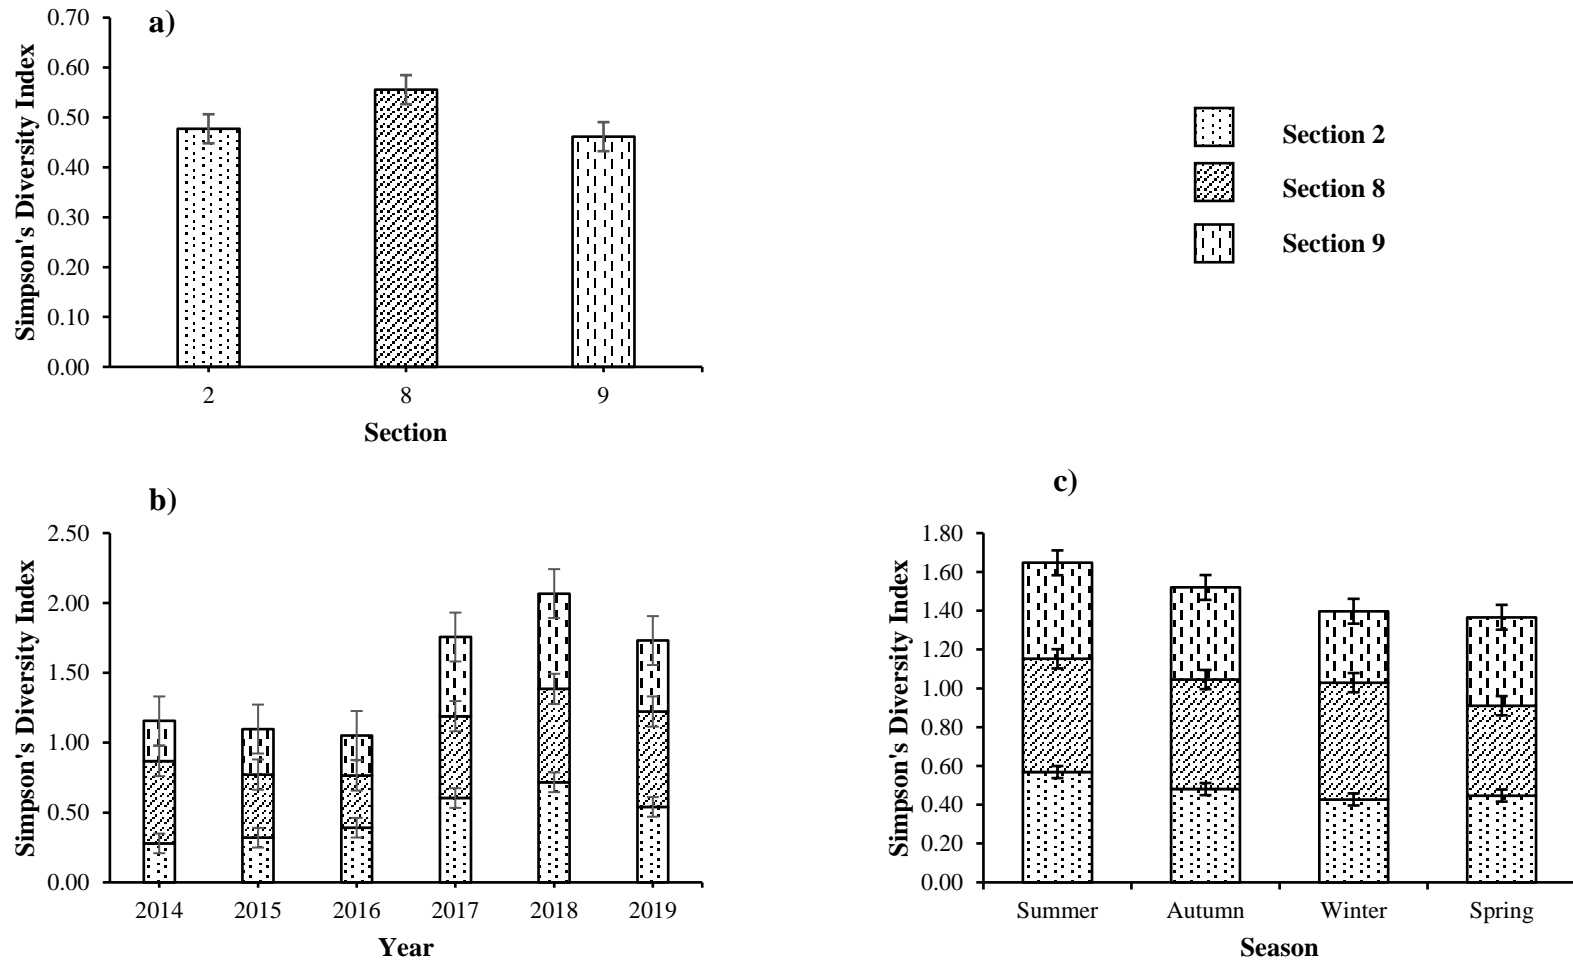 a)
Simpson's Diversity Index
0.70
0.60
0.50
0.40
0.30
0.20
0.10
0.00
2 8 9
Section
Section 2
Section 8
Section 9
b)
Simpson's Diversity Index
2.50
2.00
1.50
1.00
0.50
0.00
2014 2015 2016 2017 2018 2019
Year
c)
Simpson's Diversity Index
1.80
1.60
1.40
1.20
1.00
0.80
0.60
0.40
0.20
0.00
Summer Autumn Winter Spring
Season